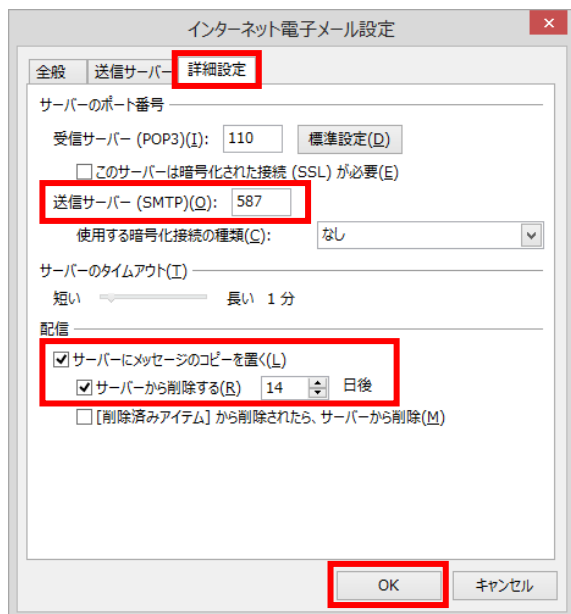 インターネット電子メール設定
全般 送信サーバー 詳細設定
サーバーのポート番号
受信サーバー (POP3)(I): 110 標準設定(D)
このサーバーは暗号化された接続 (SSL) が必要(E)
送信サーバー (SMTP)(O): 587
使用する暗号化接続の種類(C): なし
サーバーのタイムアウト(T)
短い 長い 1 分
配信
サーバーにメッセージのコピーを置く(L)
サーバーから削除する(R) 14 日後
[削除済みアイテム] から削除されたら、サーバーから削除(M)
OK キャンセル